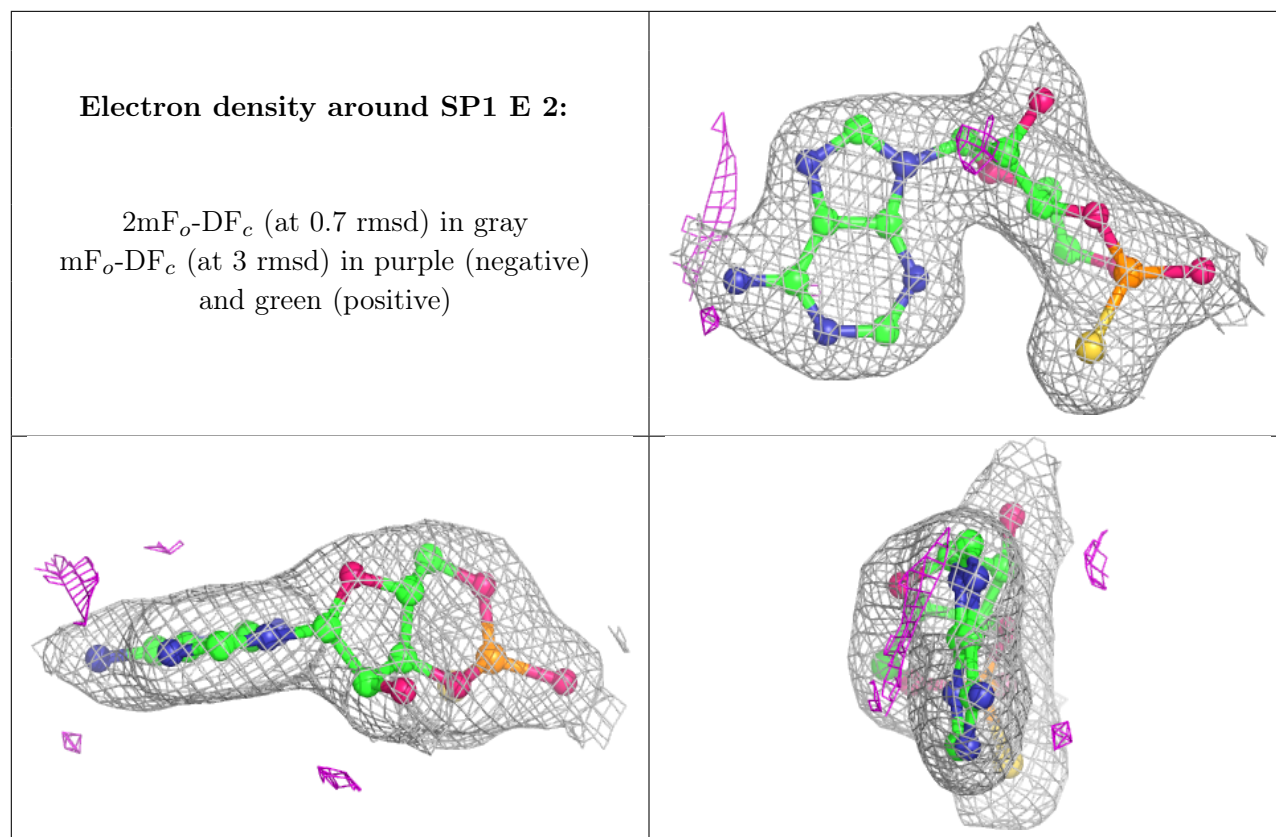 Electron density around SP1 E 2:
2mFo-DFc (at 0.7 rmsd) in gray
mFo-DFc (at 3 rmsd) in purple (negative)
and green (positive)